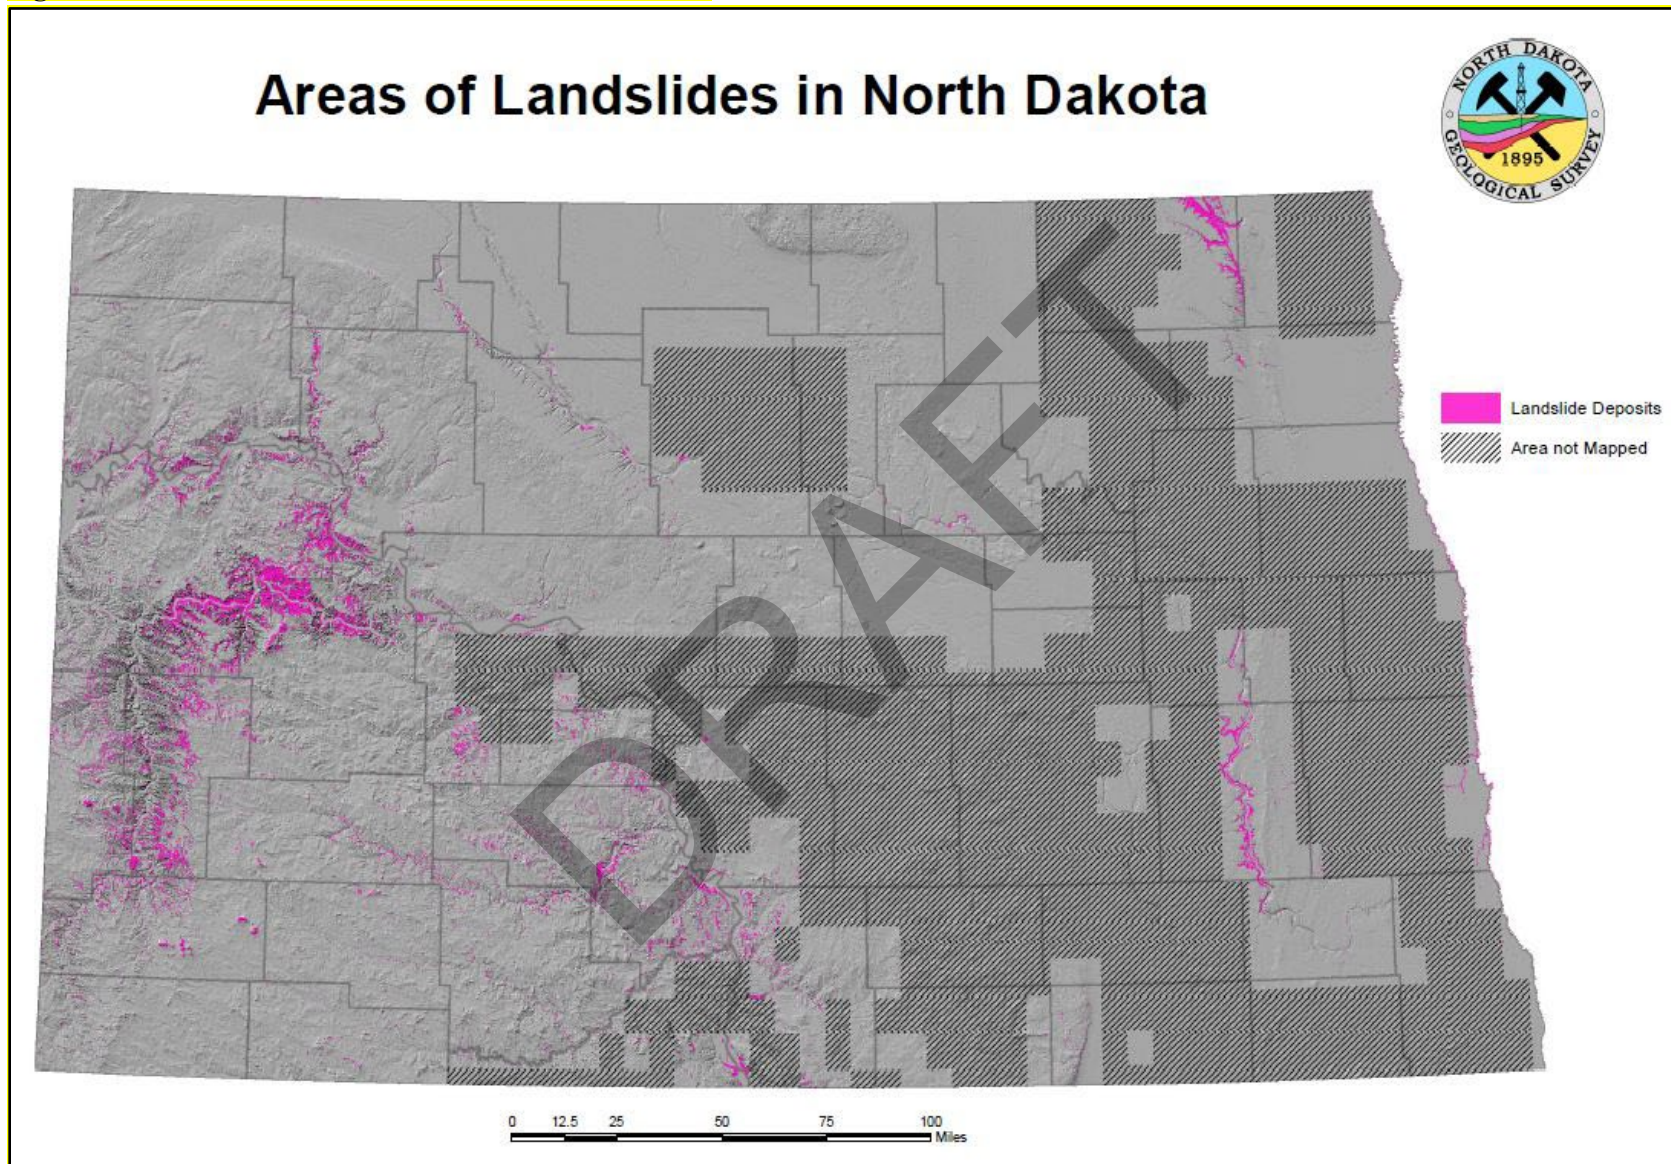 Areas of Landslides in North Dakota
NORTH DAKOTA
GEOLOGICAL SURVEY
1895
Landslide Deposits
Area not Mapped
DRAFT
0 12.5 25 50 75 100
Miles